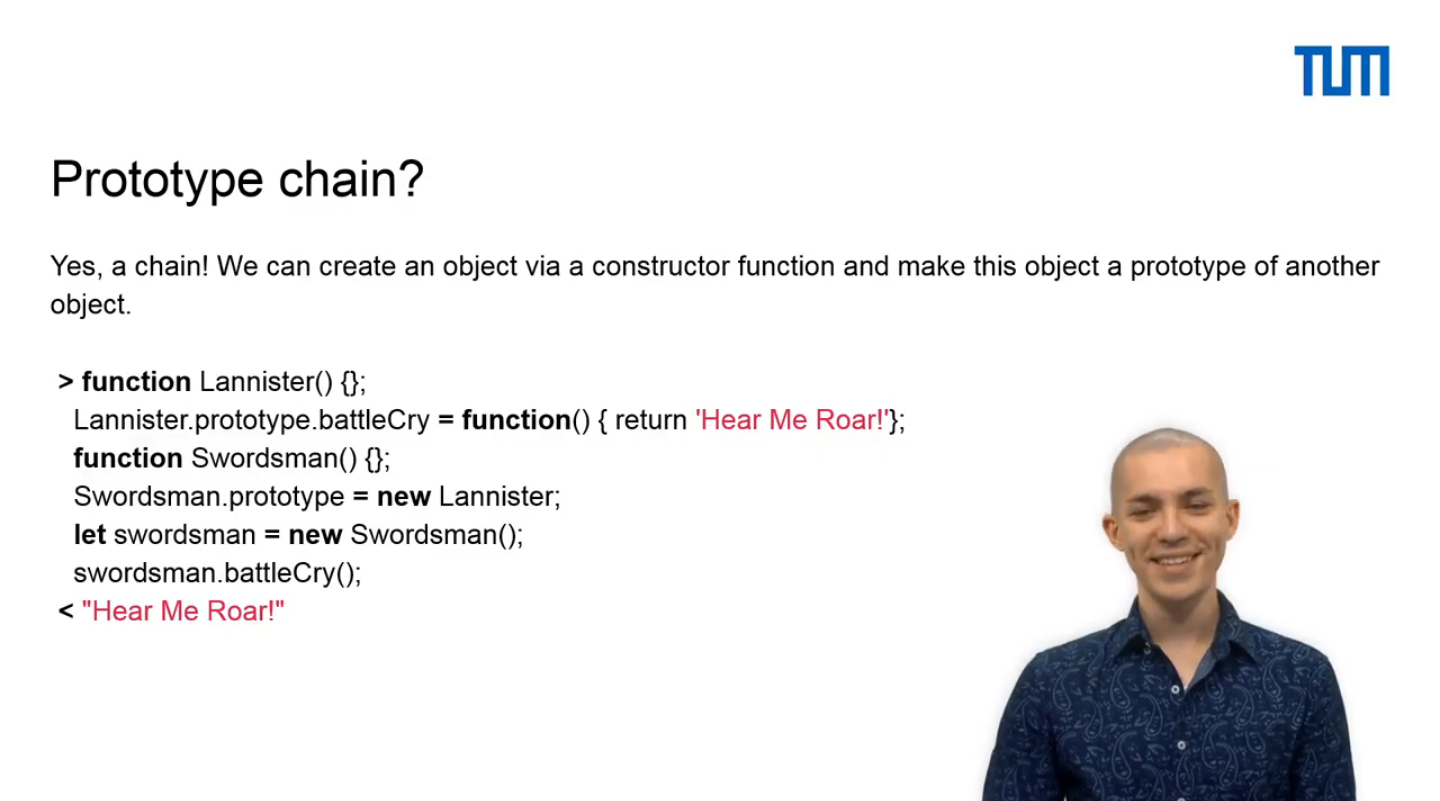 TUM
Prototype chain?
Yes, a chain! We can create an object via a constructor function and make this object a prototype of another
object.
> function Lannister() {};
Lannister.prototype.battleCry = function() { return 'Hear Me Roar!'};
function Swordsman() {};
Swordsman.prototype = new Lannister;
let swordsman = new Swordsman();
swordsman.battleCry();
< "Hear Me Roar!"